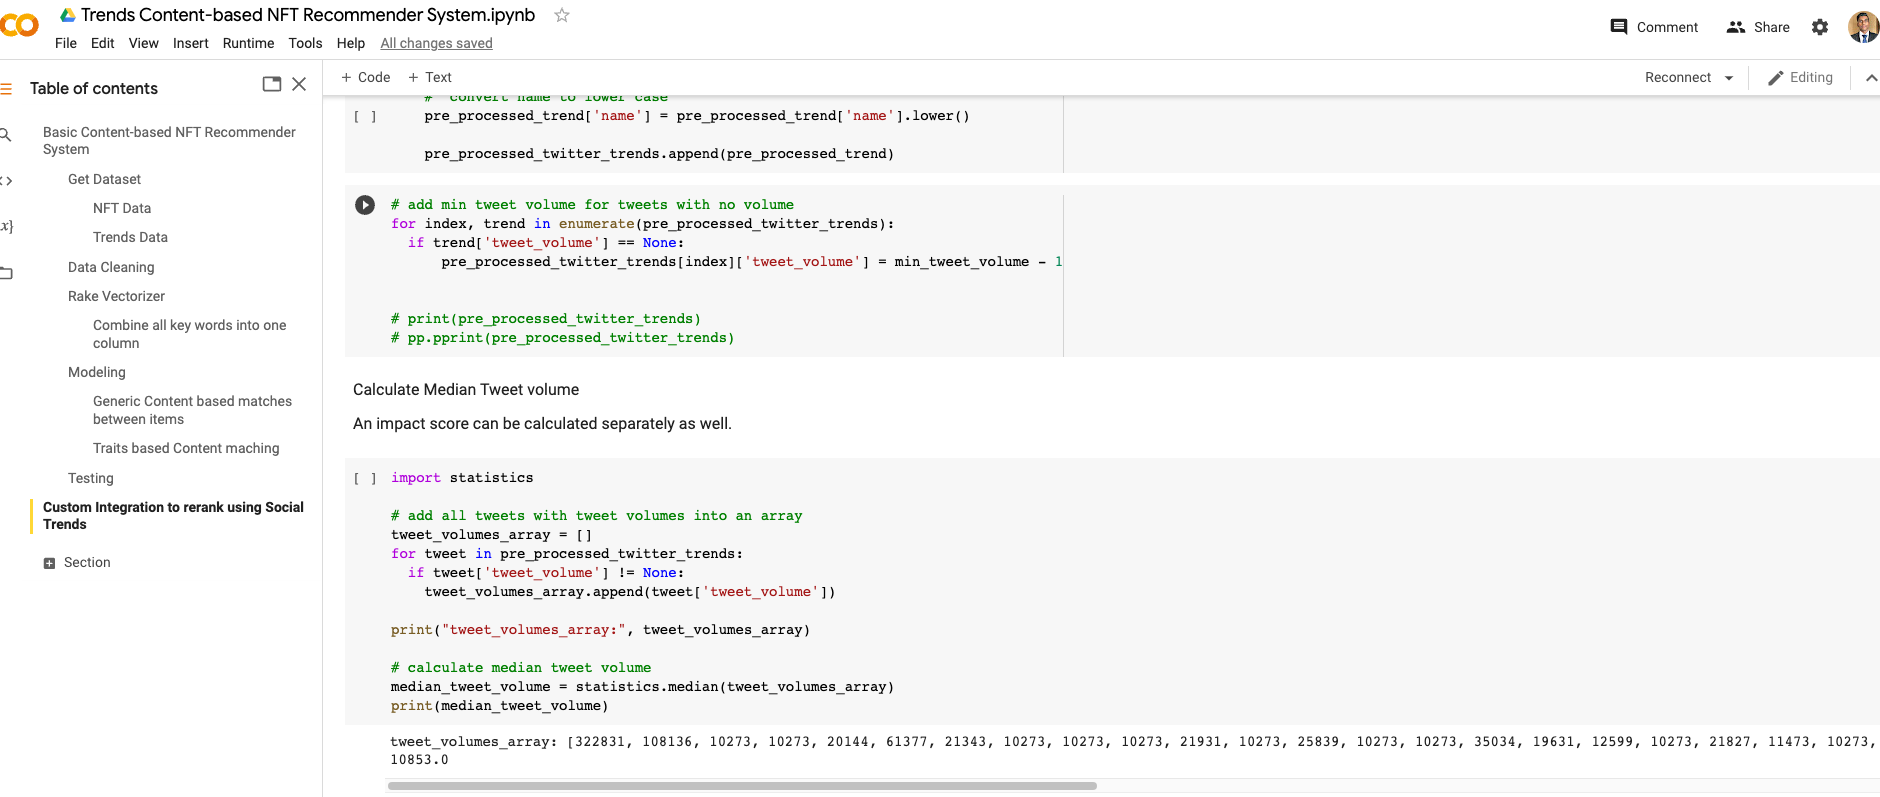 Trends Content-based NFT Recommender System.ipynb
File Edit View Insert Runtime Tools Help All changes saved
Comment Share
Table of contents
+ Code + Text
Reconnect Editing
Basic Content-based NFT Recommender
System
Get Dataset
NFT Data
Trends Data
Data Cleaning
Rake Vectorizer
Combine all key words into one
column
Modeling
Generic Content based matches
between items
Traits based Content maching
Testing
Custom Integration to rerank using Social
Trends
Section
# convert name to lower case
[ ] pre_processed_trend['name'] = pre_processed_trend['name'].lower()
pre_processed_twitter_trends.append(pre_processed_trend)
# add min tweet volume for tweets with no volume
for index, trend in enumerate(pre_processed_twitter_trends):
if trend['tweet_volume'] == None:
pre_processed_twitter_trends[index]['tweet_volume'] = min_tweet_volume - 1
# print(pre_processed_twitter_trends)
# pp.pprint(pre_processed_twitter_trends)
Calculate Median Tweet volume
An impact score can be calculated separately as well.
[ ] import statistics
# add all tweets with tweet volumes into an array
tweet_volumes_array = []
for tweet in pre_processed_twitter_trends:
if tweet['tweet_volume'] != None:
tweet_volumes_array.append(tweet['tweet_volume'])
print("tweet_volumes_array:", tweet_volumes_array)
# calculate median tweet volume
median_tweet_volume = statistics.median(tweet_volumes_array)
print(median_tweet_volume)
tweet_volumes_array: [322831, 108136, 10273, 10273, 20144, 61377, 21343, 10273, 10273, 10273, 21931, 10273, 25839, 10273, 10273, 35034, 19631, 12599, 10273, 21827, 11473, 10273,
10853.0